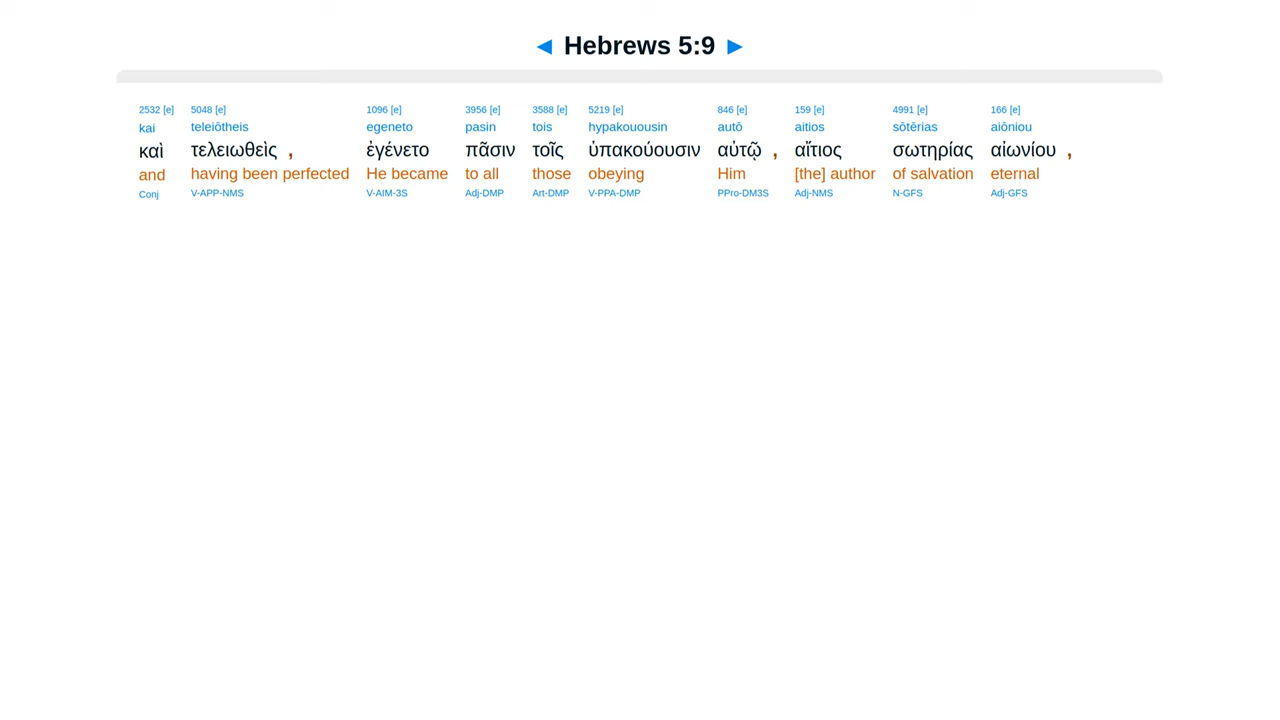 ◄ Hebrews 5:9 ►
2532 [e] 5048 [e] 1096 [e] 3956 [e] 3588 [e] 5219 [e] 846 [e] 159 [e] 4991 [e] 166 [e]
kai teleiōtheis egeneto pasin tois hypakouousin autō aitios sōtērias aiōniou
καὶ τελειωθεὶς , ἐγένετο πᾶσιν τοῖς ὑπακούουσιν αὐτῷ , αἴτιος σωτηρίας αἰωνίου ,
and having been perfected He became to all those obeying Him [the] author of salvation eternal
Conj V-APP-NMS V-AIM-3S Adj-DMP Art-DMP V-PPA-DMP PPro-DM3S Adj-NMS N-GFS Adj-GFS